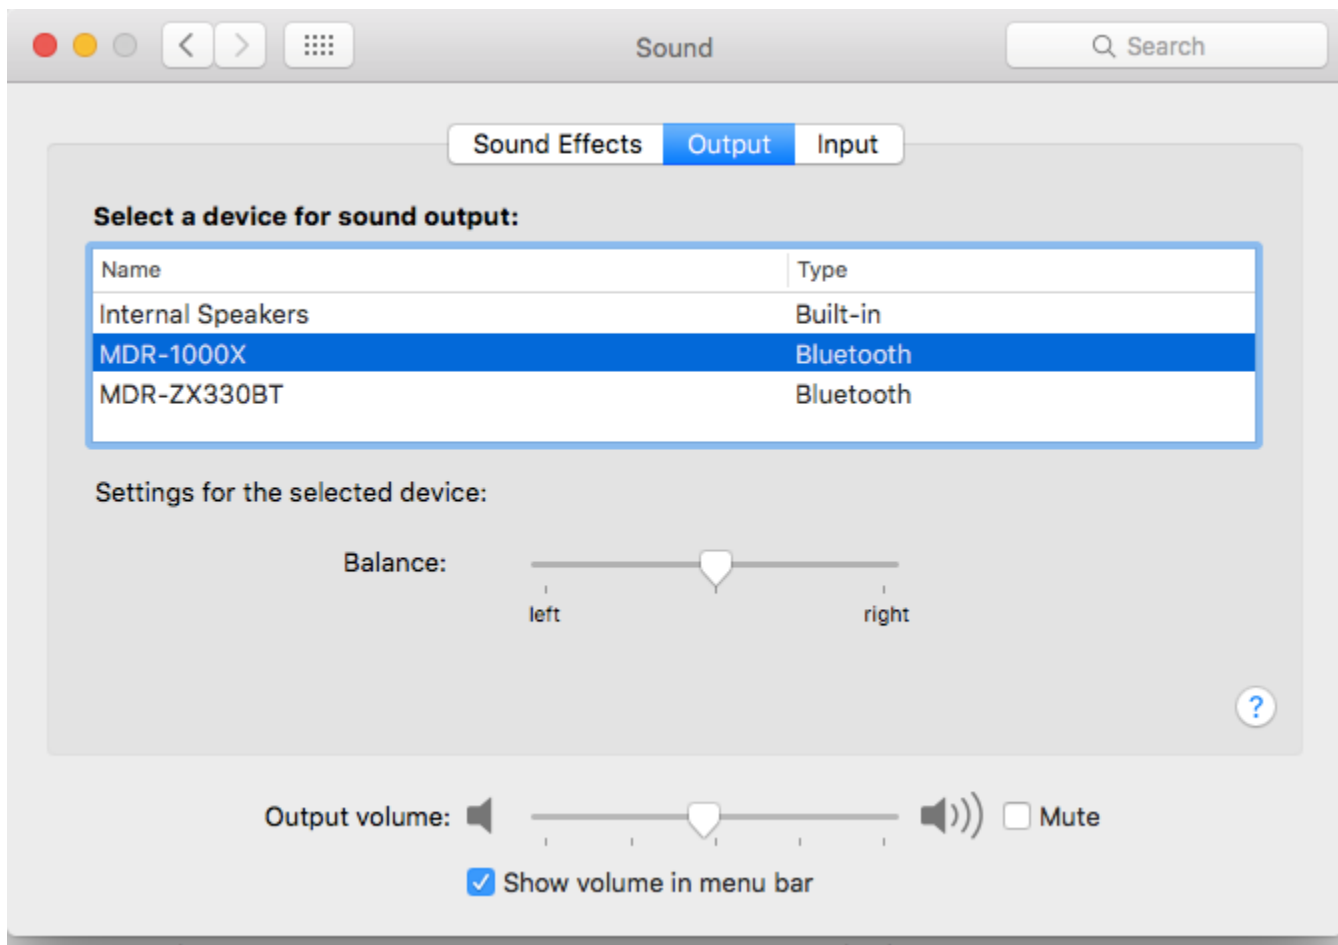 Sound
Search
Sound Effects Output Input
Select a device for sound output:
Name Type
Internal Speakers Built-in
MDR-1000X Bluetooth
MDR-ZX330BT Bluetooth
Settings for the selected device:
Balance:
left right
?
Output volume: Mute
Show volume in menu bar